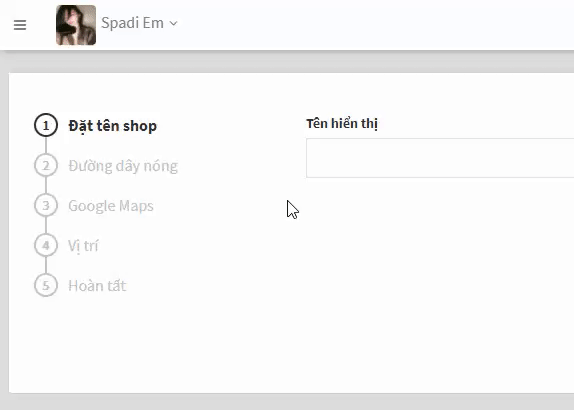 Spadi Em
1 Đặt tên shop
Tên hiển thị
2 Đường dây nóng
3 Google Maps
4 Vị trí
5 Hoàn tất